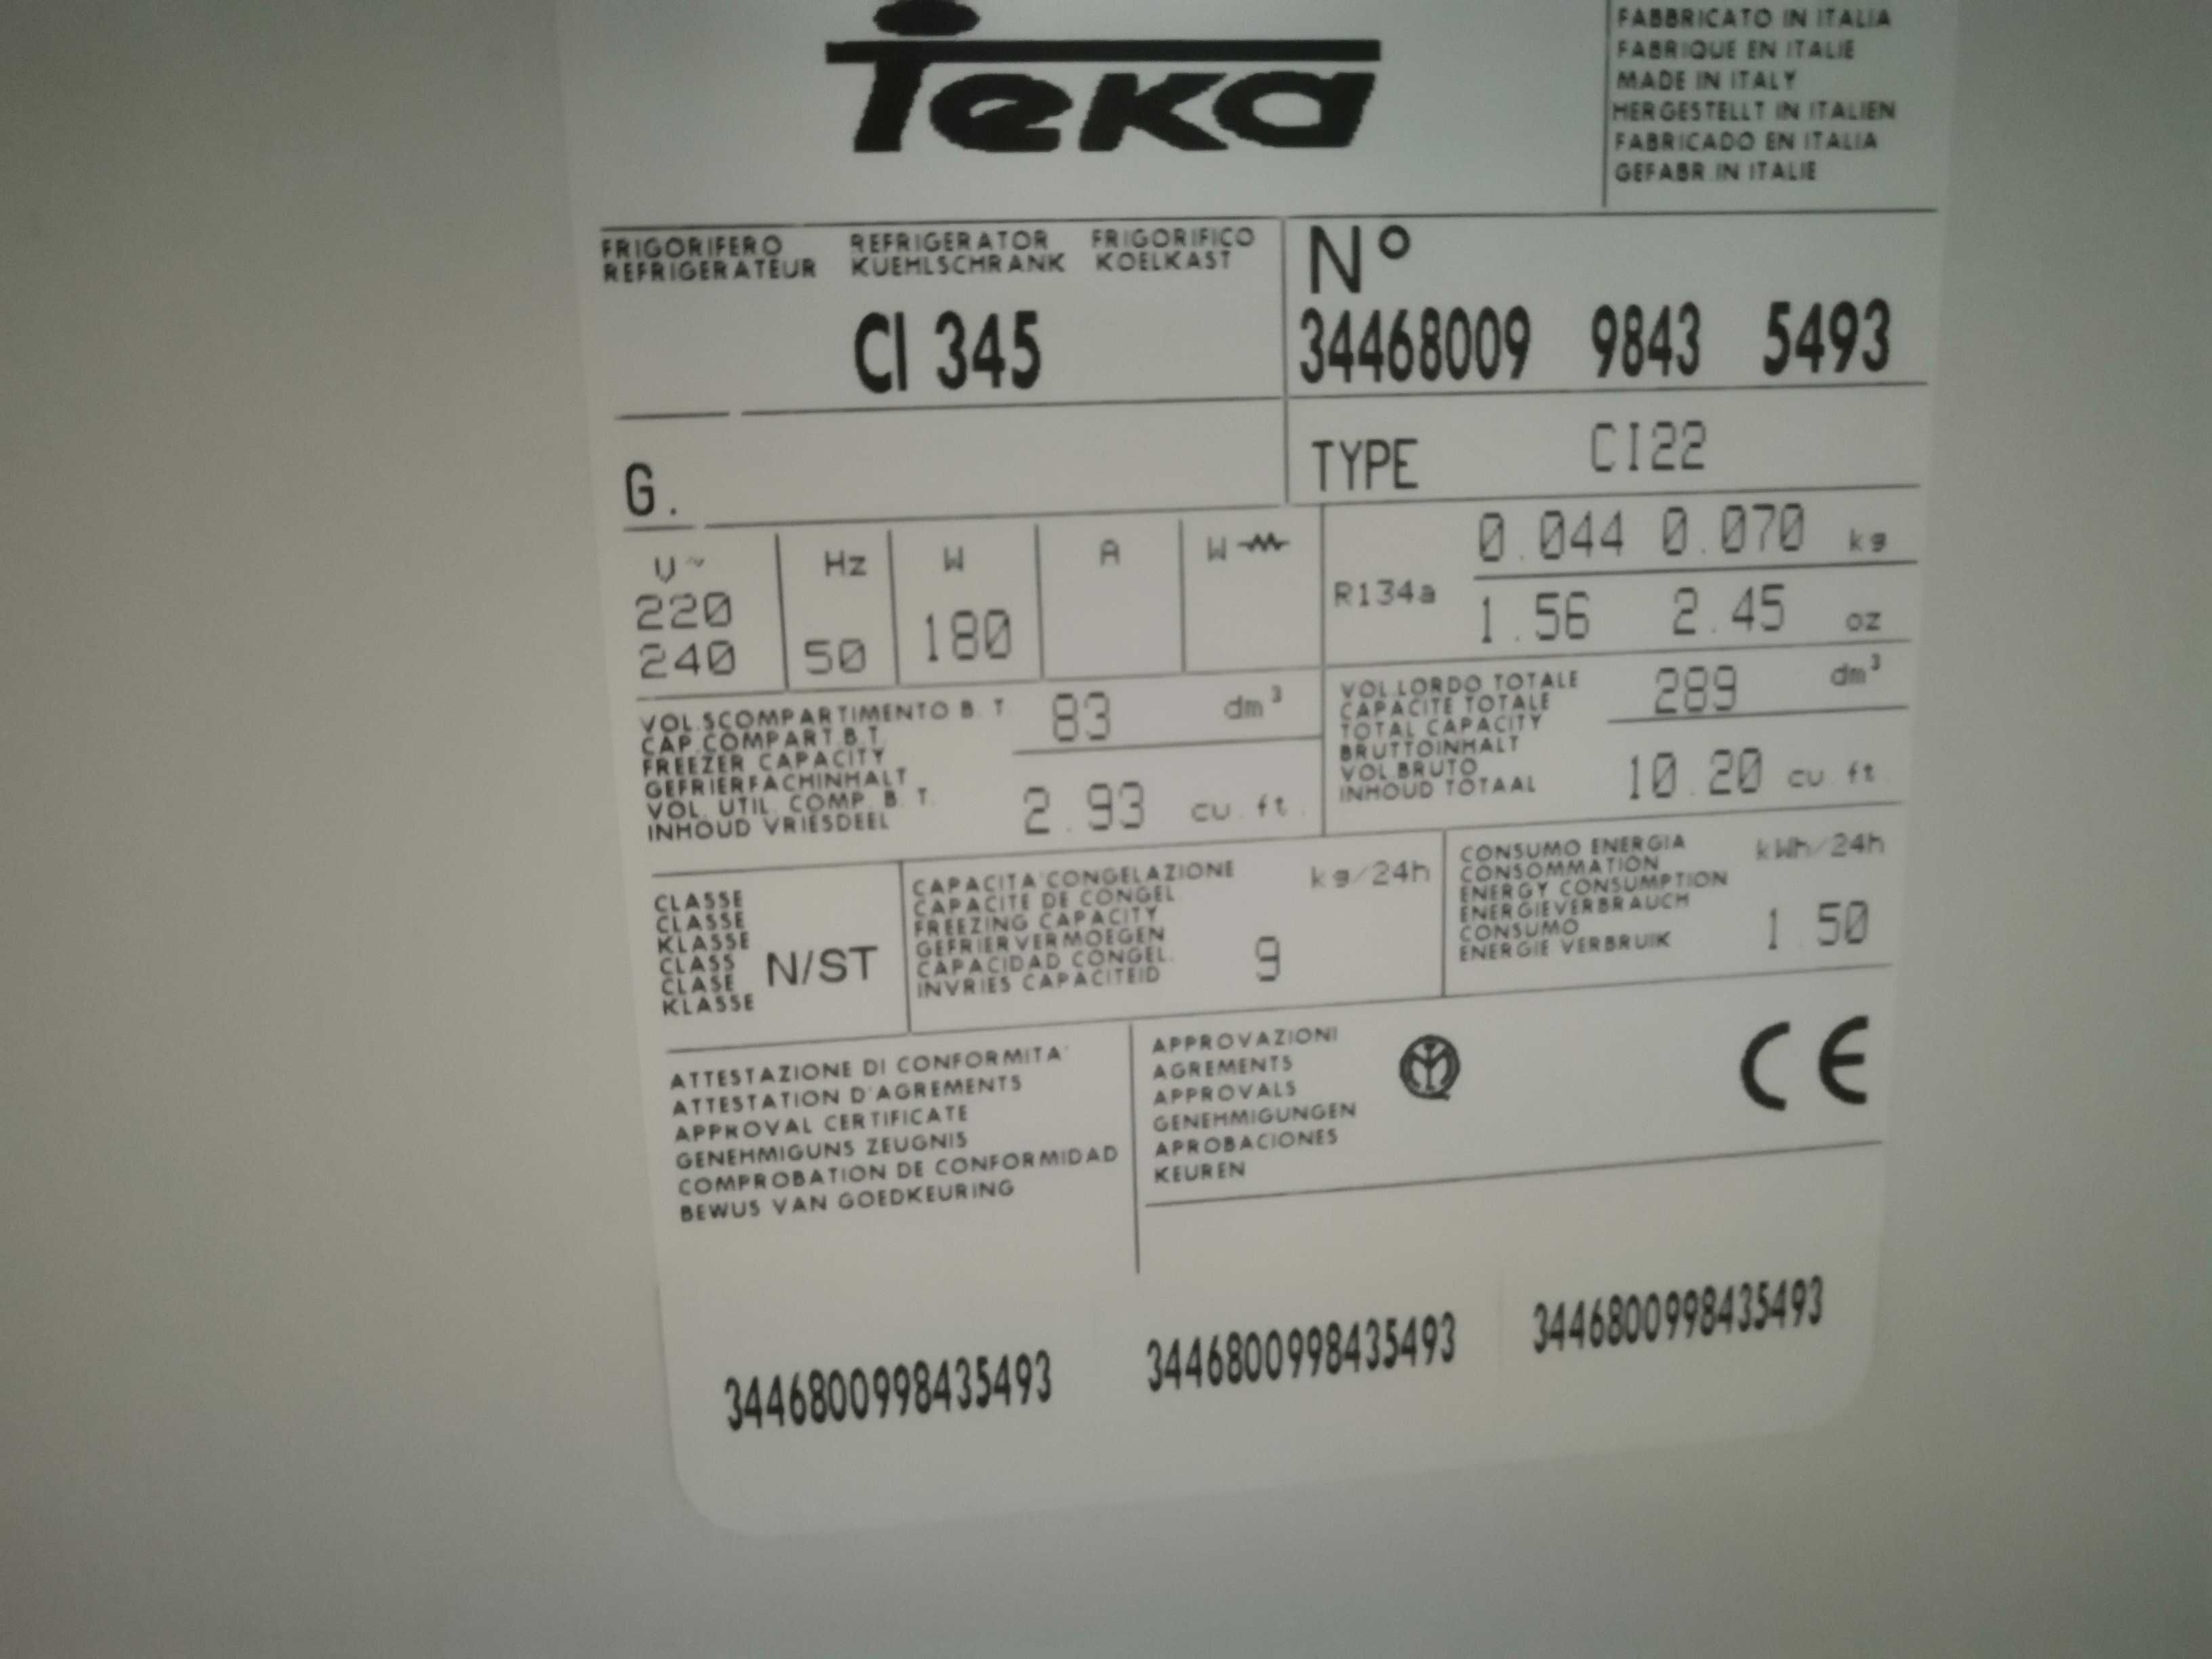 Teka
FABBRICATO IN ITALIA
FABRIQUE EN ITALIE
MADE IN ITALY
HERGESTELLT IN ITALIEN
FABRICADO EN ITALIA
GEFABR.IN ITALIE
FRIGORIFERO REFRIGERATOR FRIGORIFICO
REFRIGERATEUR KUEHLSCHRANK KOELKAST
CI 345
N°
34468009 9843 5493
G.
TYPE CI22
V~ Hz W A W
220
240 50 180
R134a
0.044 0.070 kg
1.56 2.45 oz
VOL.SCOMPARTIMENTO B.T
CAP.COMPART.B.T.
FREEZER CAPACITY
GEFRIERFACHINHALT
VOL. UTIL. COMP. B. T.
INHOUD VRIESDEEL
83 dm³
2.93 cu.ft.
VOL.LORDO TOTALE
CAPACITE TOTALE
TOTAL CAPACITY
BRUTTOINHALT
VOL.BRUTO
INHOUD TOTAAL
289 dm³
10.20 cu.ft
CLASSE
CLASSE
KLASSE
CLASS
CLASE
KLASSE
N/ST
CAPACITA'CONGELAZIONE
CAPACITE DE CONGEL.
FREEZING CAPACITY
GEFRIERVERMOEGEN
CAPACIDAD CONGEL.
INVRIES CAPACITEID
kg/24h
9
CONSUMO ENERGIA
CONSOMMATION
ENERGY CONSUMPTION
ENERGIEVERBRAUCH
CONSUMO
ENERGIE VERBRUIK
kWh/24h
1.50
ATTESTAZIONE DI CONFORMITA'
ATTESTATION D'AGREMENTS
APPROVAL CERTIFICATE
GENEHMIGUNS ZEUGNIS
COMPROBATION DE CONFORMIDAD
BEWUS VAN GOEDKEURING
APPROVAZIONI
AGREMENTS
APPROVALS
GENEHMIGUNGEN
APROBACIONES
KEUREN
CE
3446800998435493 3446800998435493 3446800998435493